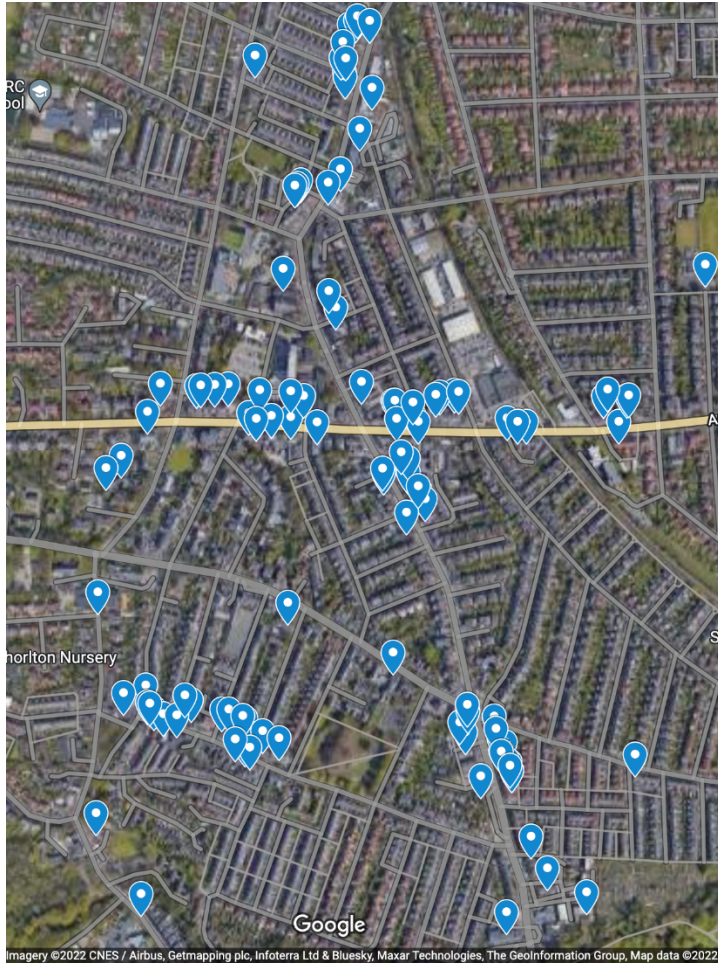 RC
ool
A
horlton Nursery
S
Google
Imagery ©2022 CNES / Airbus, Getmapping plc, Infoterra Ltd & Bluesky, Maxar Technologies, The GeoInformation Group, Map data ©2022